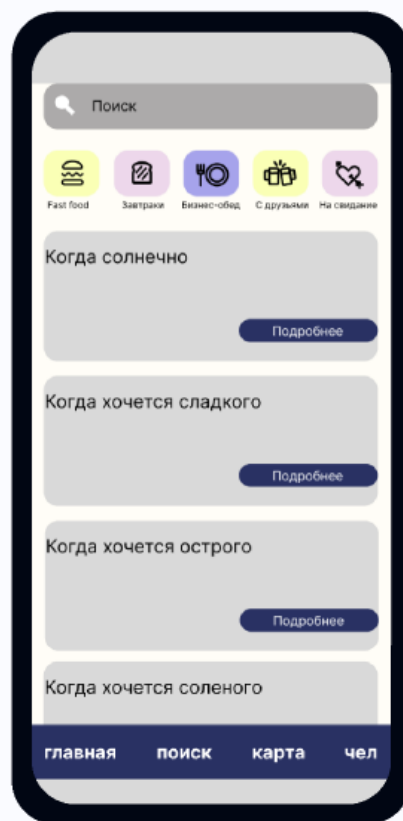 Поиск
Fast food Завтраки Бизнес-обед С друзьями На свидание
Когда солнечно
Подробнее
Когда хочется сладкого
Подробнее
Когда хочется острого
Подробнее
Когда хочется соленого
главная поиск карта чел